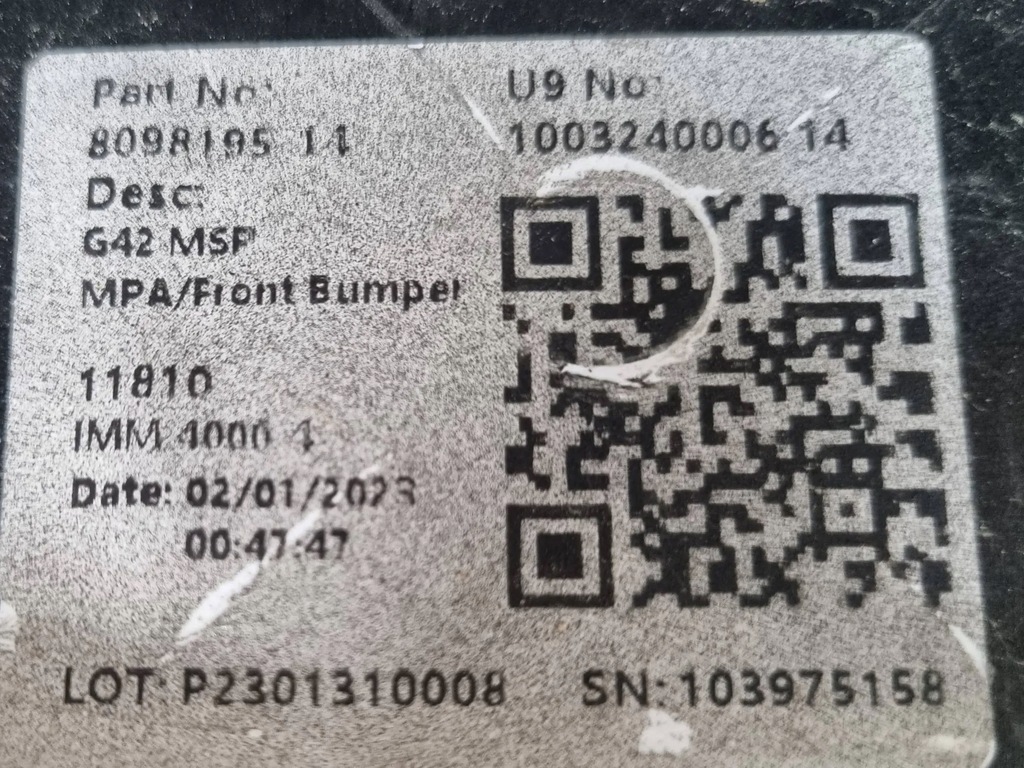 Part No:
8098195 14
Desc:
G42 MSP
MPA/Front Bumper
11810
IMM 4000 4
Date: 02/01/2023
00:47:47
U9 No:
1003240006 14
LOT: P2301310008
SN: 103975158